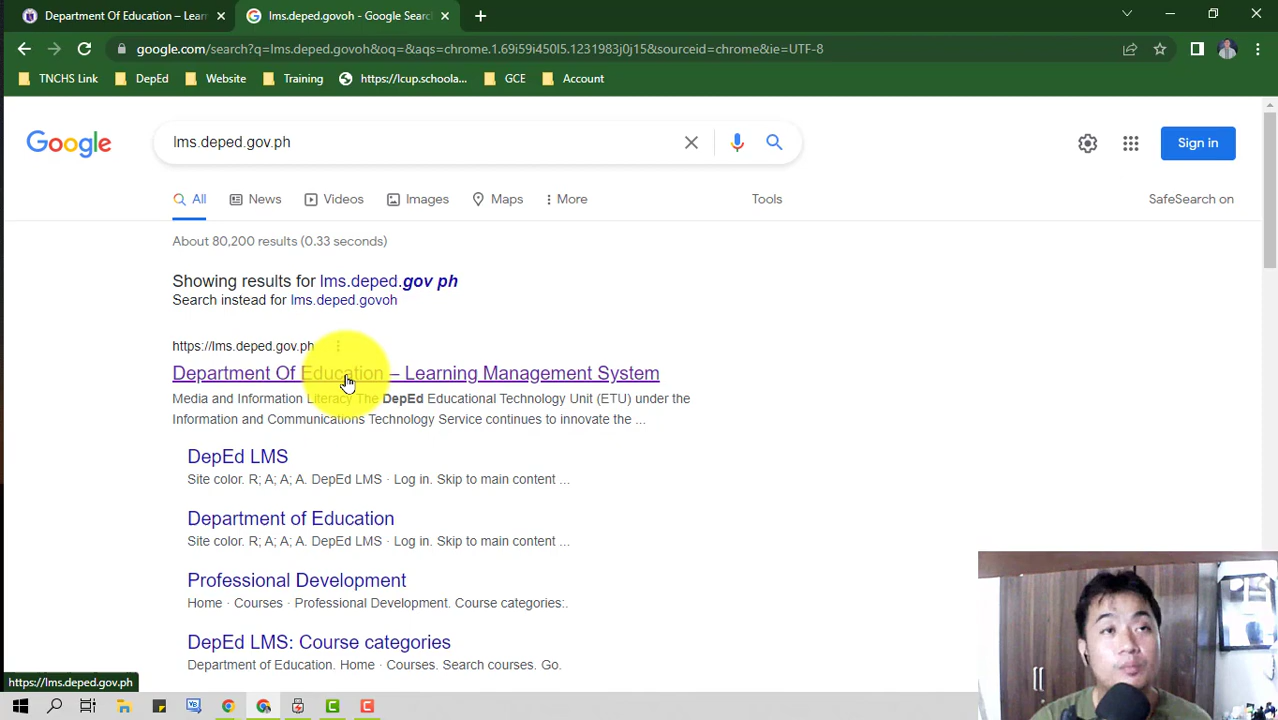 Department Of Education – Lear
lms.deped.govoh - Google Searc
google.com/search?q=lms.deped.govoh&oq=&aqs=chrome.1.69i59i450l5.1231983j0j15&sourceid=chrome&ie=UTF-8
TNCHS Link DepEd Website Training https://lcup.schoola... GCE Account
Google lms.deped.gov.ph Sign in
All News Videos Images Maps More Tools SafeSearch on
About 80,200 results (0.33 seconds)
Showing results for lms.deped.gov ph
Search instead for lms.deped.govoh
https://lms.deped.gov.ph
Department Of Education – Learning Management System
Media and Information Literacy The DepEd Educational Technology Unit (ETU) under the
Information and Communications Technology Service continues to innovate the ...
DepEd LMS
Site color. R; A; A; A. DepEd LMS · Log in. Skip to main content ...
Department of Education
Site color. R; A; A; A. DepEd LMS · Log in. Skip to main content ...
Professional Development
Home · Courses · Professional Development. Course categories:.
DepEd LMS: Course categories
Department of Education. Home · Courses. Search courses. Go.
https://lms.deped.gov.ph